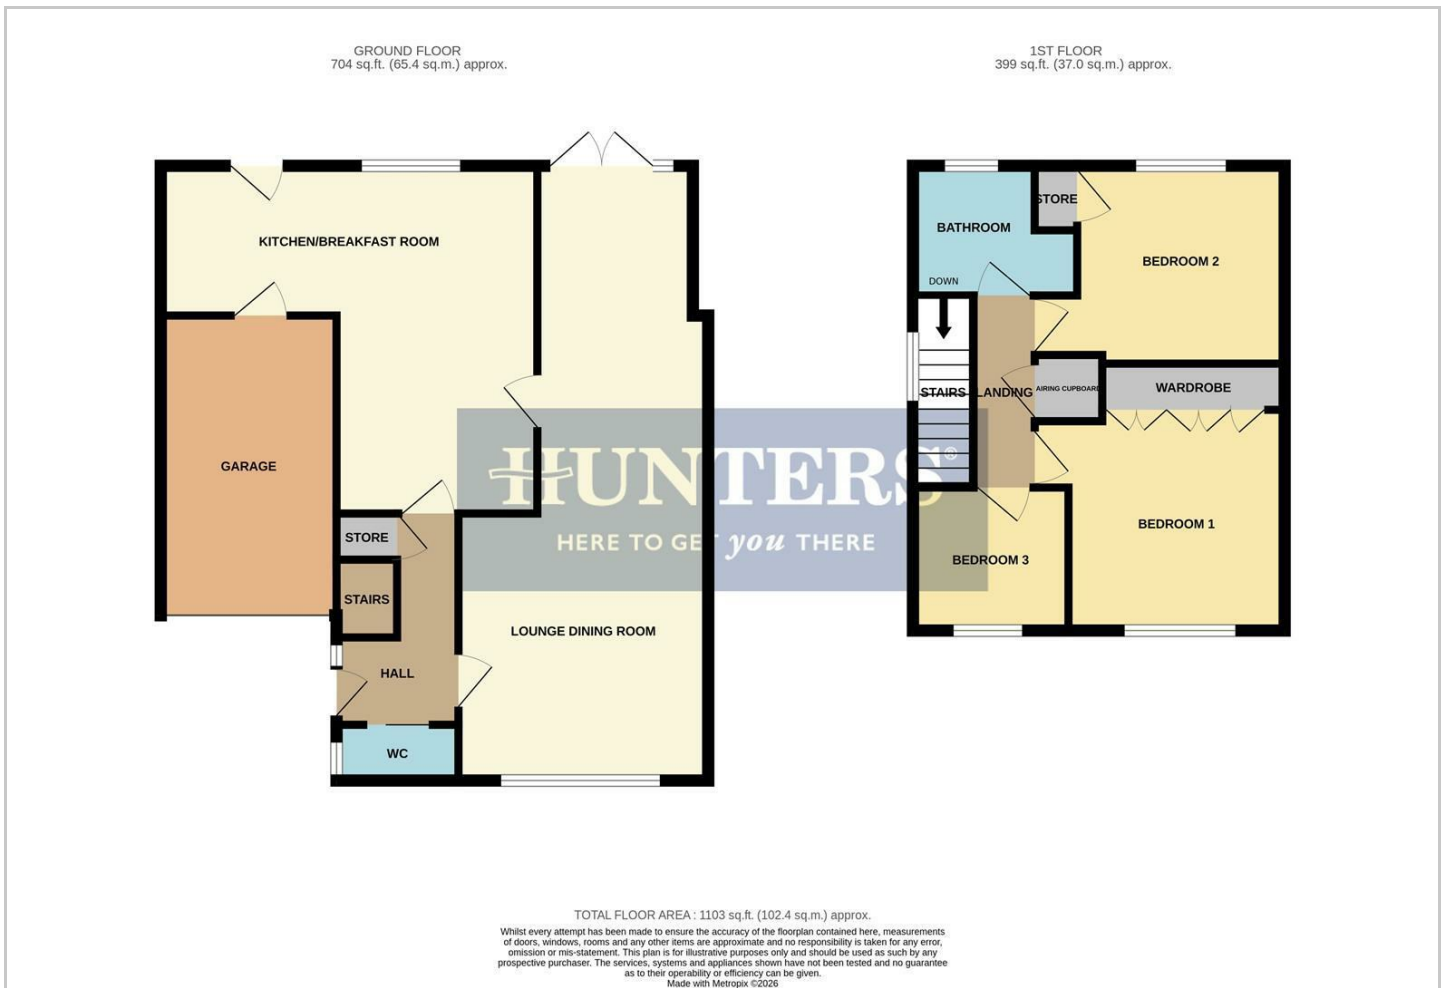 GROUND FLOOR
704 sq.ft. (65.4 sq.m.) approx.
1ST FLOOR
399 sq.ft. (37.0 sq.m.) approx.
KITCHEN/BREAKFAST ROOM
GARAGE
STORE
STAIRS
HALL
WC
LOUNGE DINING ROOM
BATHROOM
STORE
BEDROOM 2
DOWN
STAIRS
LANDING
AIRING CUPBOARD
WARDROBE
BEDROOM 1
BEDROOM 3
HUNTERS®
HERE TO GET you THERE
TOTAL FLOOR AREA : 1103 sq.ft. (102.4 sq.m.) approx.
Whilst every attempt has been made to ensure the accuracy of the floorplan contained here, measurements
of doors, windows, rooms and any other items are approximate and no responsibility is taken for any error,
omission or mis-statement. This plan is for illustrative purposes only and should be used as such by any
prospective purchaser. The services, systems and appliances shown have not been tested and no guarantee
as to their operability or efficiency can be given.
Made with Metropix ©2026